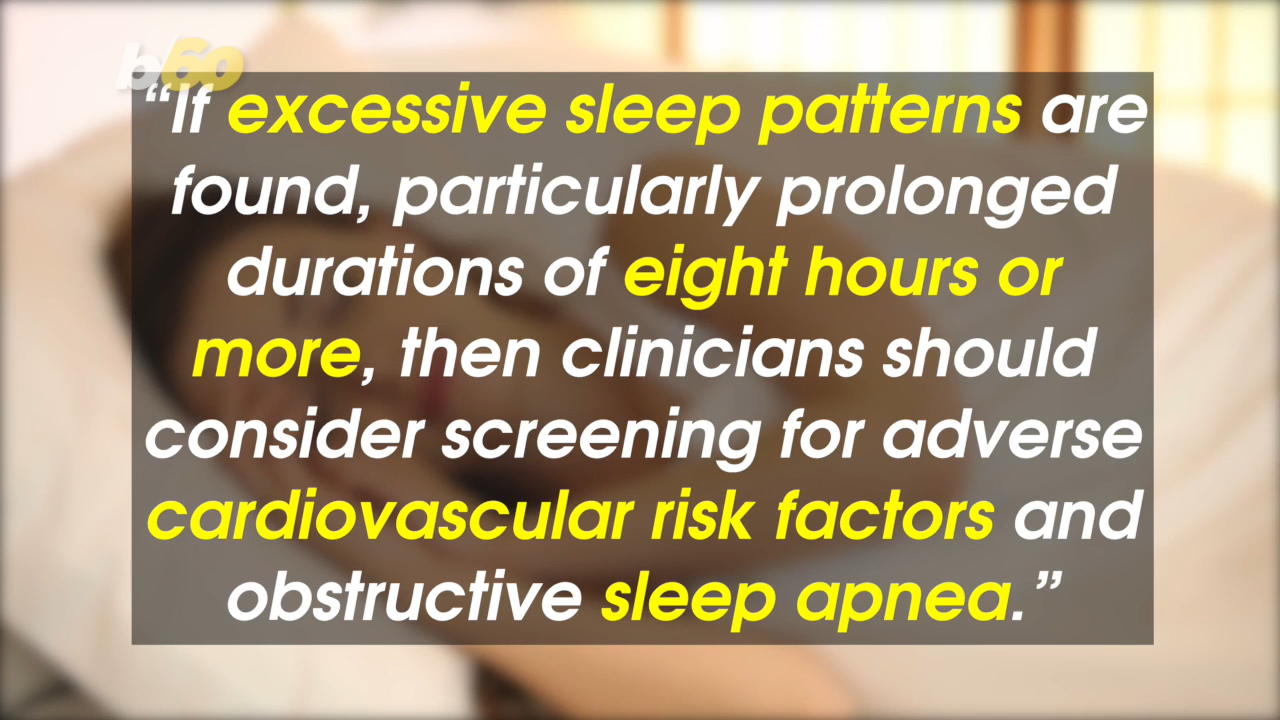 b60
“If excessive sleep patterns are
found, particularly prolonged
durations of eight hours or
more, then clinicians should
consider screening for adverse
cardiovascular risk factors and
obstructive sleep apnea.”